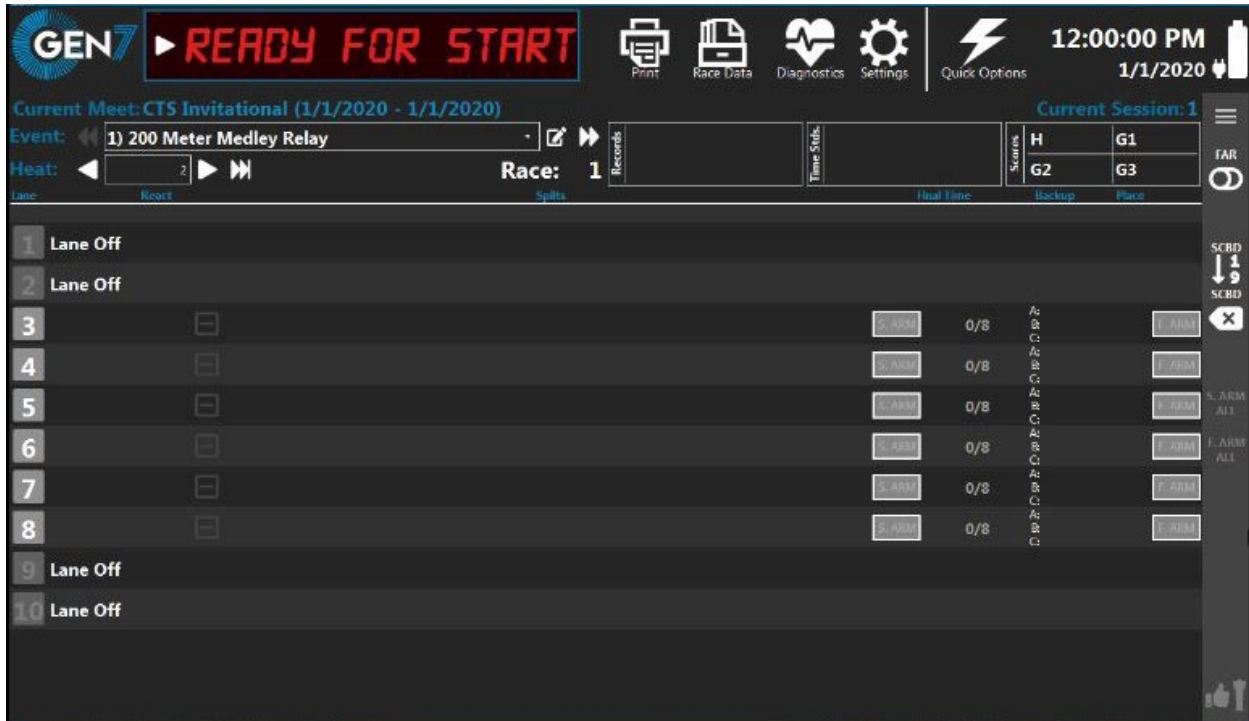 GEN7
READY FOR START
Print
Race Data
Diagnostics
Settings
Quick Options
12:00:00 PM
1/1/2020
Current Meet: CTS Invitational (1/1/2020 - 1/1/2020)
Current Session: 1
Event:
1) 200 Meter Medley Relay
Heat:
2
Race: 1
Records
Time Stds.
Scores
H
G1
G2
G3
FAR
Lane
React
Splits
Final Time
Backup
Place
1 Lane Off
2 Lane Off
SCBD
1
9
SCBD
3
S. ARM
0/8
A:
B:
C:
F. ARM
4
S. ARM
0/8
A:
B:
C:
F. ARM
5
S. ARM
0/8
A:
B:
C:
F. ARM
S. ARM
ALL
6
S. ARM
0/8
A:
B:
C:
F. ARM
F. ARM
ALL
7
S. ARM
0/8
A:
B:
C:
F. ARM
8
S. ARM
0/8
A:
B:
C:
F. ARM
9 Lane Off
10 Lane Off